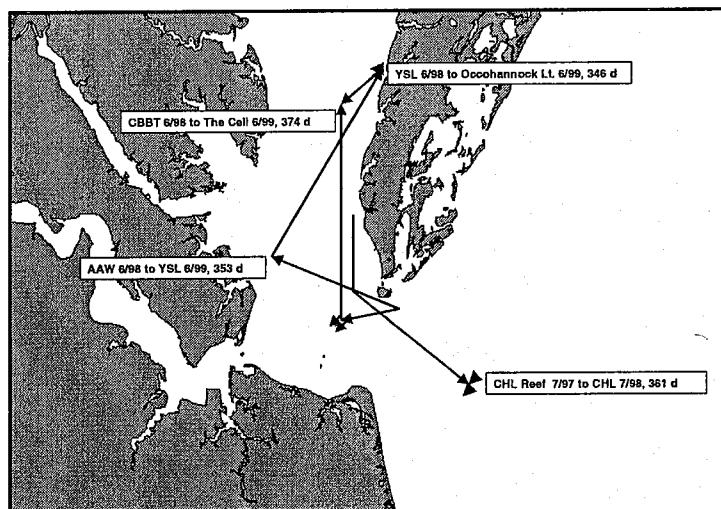 YSL 6/98 to Occohannock Lt. 6/99, 346 d
CBBT 6/98 to The Cell 6/99, 374 d
AAW 6/98 to YSL 6/99, 353 d
CHL Reef 7/97 to CHL 7/98, 361 d